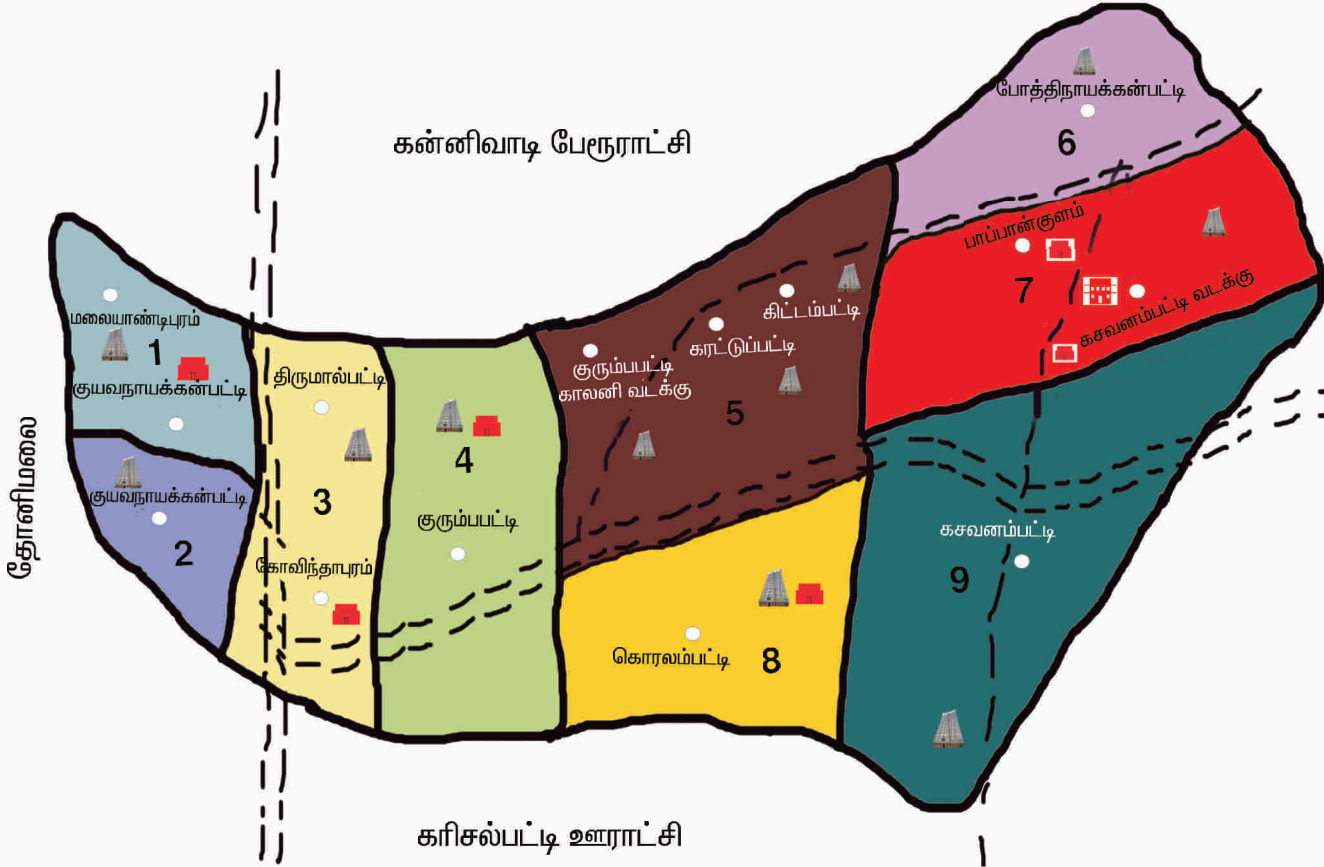 போத்திநாயக்கன்பட்டி
6
கன்னிவாடி பேரூராட்சி
பாப்பான்குளம்
7
கசவனம்பட்டி வடக்கு
மலையாண்டிபுரம்
1
குயவநாயக்கன்பட்டி
திருமால்பட்டி
கிட்டம்பட்டி
கரட்டுப்பட்டி
குரும்பபட்டி
காலனி வடக்கு
5
4
தோனிமலை
குயவநாயக்கன்பட்டி
2
3
குரும்பபட்டி
கோவிந்தாபுரம்
கசவனம்பட்டி
9
கொரலம்பட்டி
8
கரிசல்பட்டி ஊராட்சி